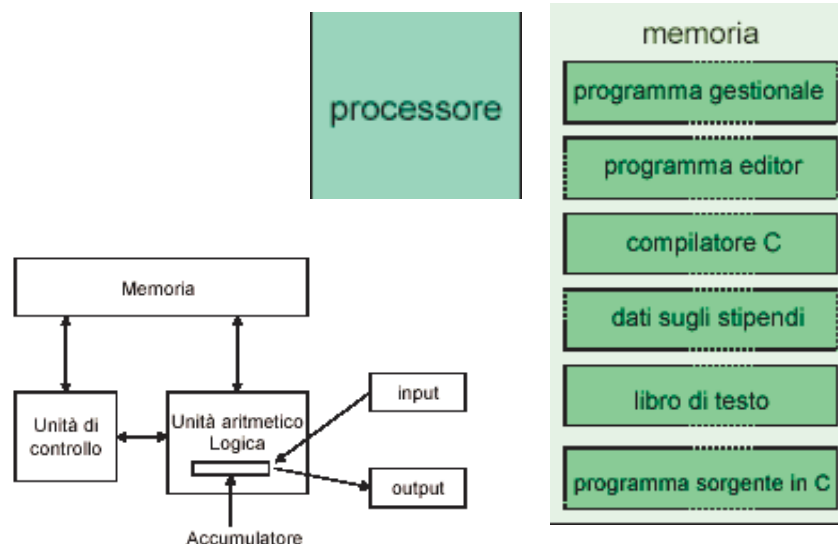 processore
memoria
programma gestionale
programma editor
compilatore C
dati sugli stipendi
libro di testo
programma sorgente in C
Memoria
Unità di
controllo
Unità aritmetico
Logica
input
output
Accumulatore